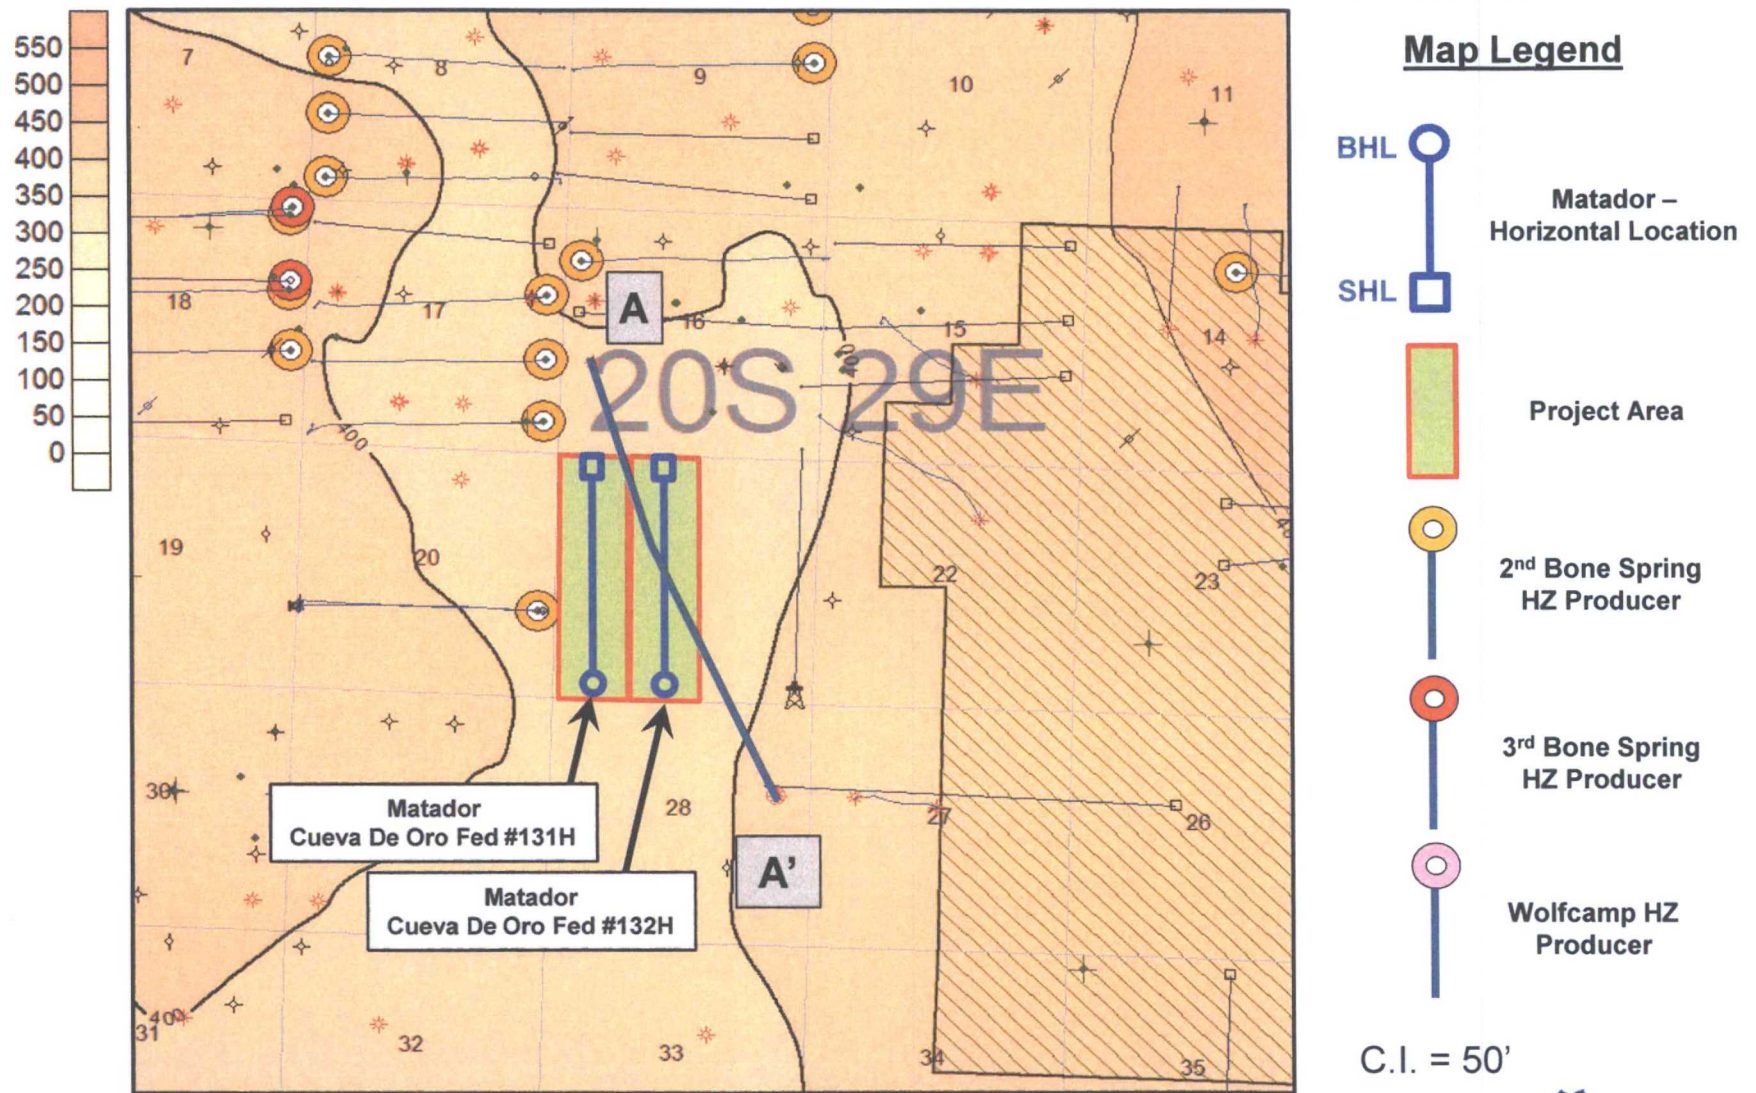 550
500
450
400
350
300
250
200
150
100
50
0
7
8
9
10
11
18
17
16
15
14
A
20S 29E
400
400
19
20
22
23
30
28
27
26
Matador
Cueva De Oro Fed #131H
A'
Matador
Cueva De Oro Fed #132H
400
31
32
33
34
35
Map Legend
BHL
SHL
Matador –
Horizontal Location
Project Area
2nd Bone Spring
HZ Producer
3rd Bone Spring
HZ Producer
Wolfcamp HZ
Producer
C.I. = 50'